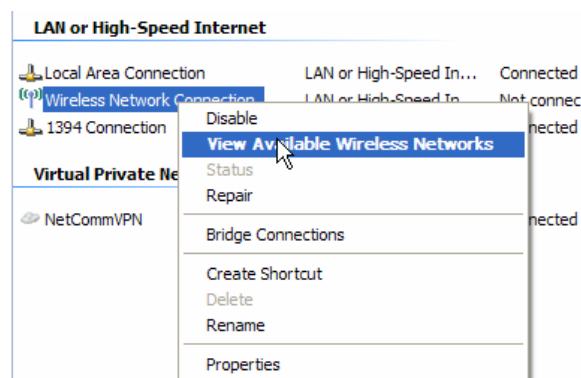 LAN or High-Speed Internet
Local Area Connection LAN or High-Speed In... Connected
Wireless Network Connection LAN or High-Speed In Not connec
1394 Connection nected
Disable
View Available Wireless Networks
Status
Virtual Private Ne
Repair
NetCommVPN nected
Bridge Connections
Create Shortcut
Delete
Rename
Properties